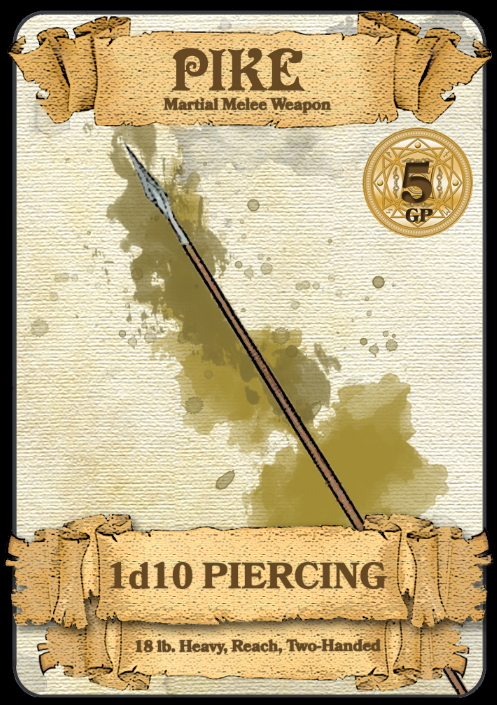 PIKE
Martial Melee Weapon
5
GP
1d10 PIERCING
18 lb. Heavy, Reach, Two-Handed